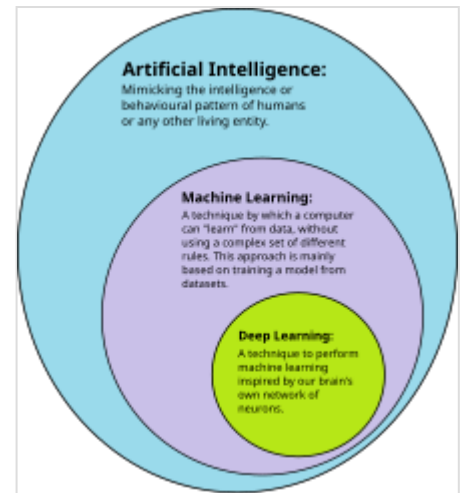 Artificial Intelligence:
Mimicking the intelligence or
behavioural pattern of humans
or any other living entity.
Machine Learning:
A technique by which a computer
can "learn" from data, without
using a complex set of different
rules. This approach is mainly
based on training a model from
datasets.
Deep Learning:
A technique to perform
machine learning
inspired by our brain's
own network of
neurons.